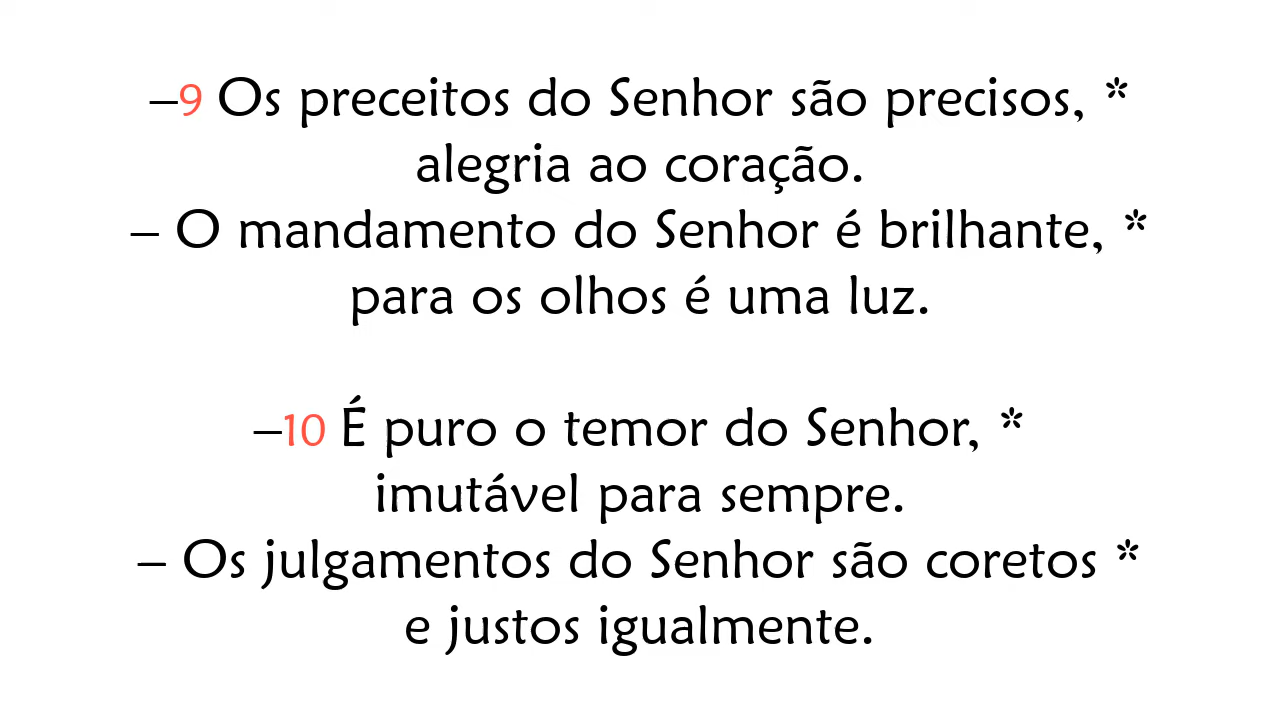 –9 Os preceitos do Senhor são precisos, *
alegria ao coração.
– O mandamento do Senhor é brilhante, *
para os olhos é uma luz.
–10 É puro o temor do Senhor, *
imutável para sempre.
– Os julgamentos do Senhor são coretos *
e justos igualmente.